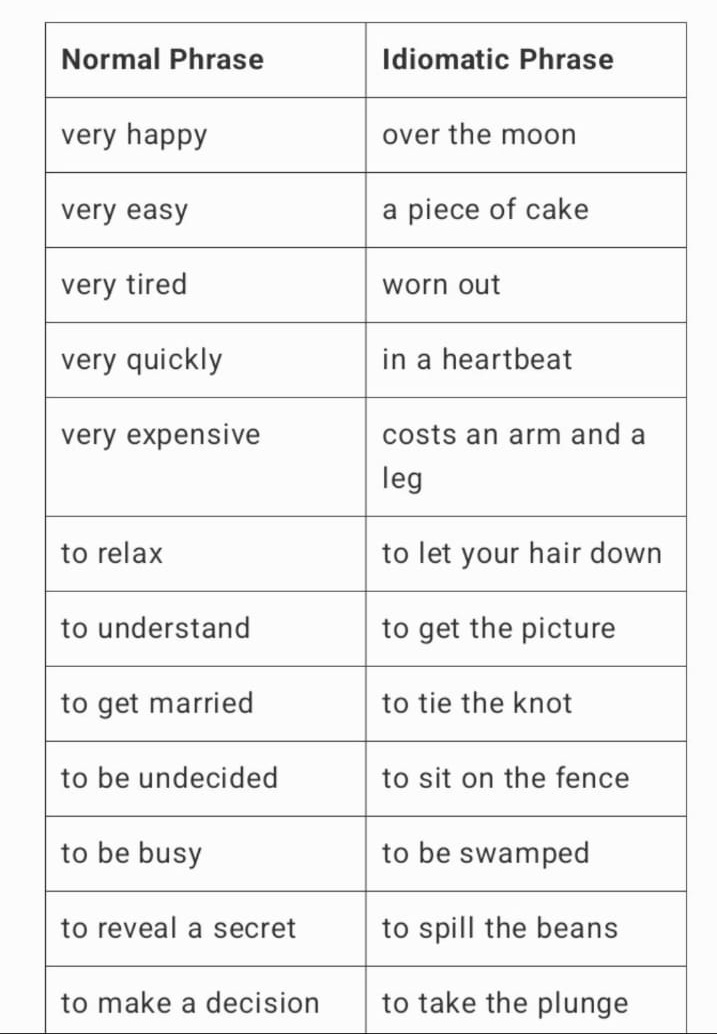 Normal Phrase Idiomatic Phrase
very happy over the moon
very easy a piece of cake
very tired worn out
very quickly in a heartbeat
very expensive costs an arm and a
leg
to relax to let your hair down
to understand to get the picture
to get married to tie the knot
to be undecided to sit on the fence
to be busy to be swamped
to reveal a secret to spill the beans
to make a decision to take the plunge